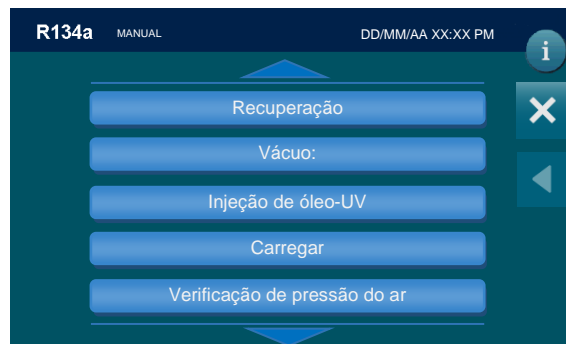 R134a MANUAL DD/MM/AA XX:XX PM
i
Recuperação
Vácuo:
Injeção de óleo-UV
Carregar
Verificação de pressão do ar